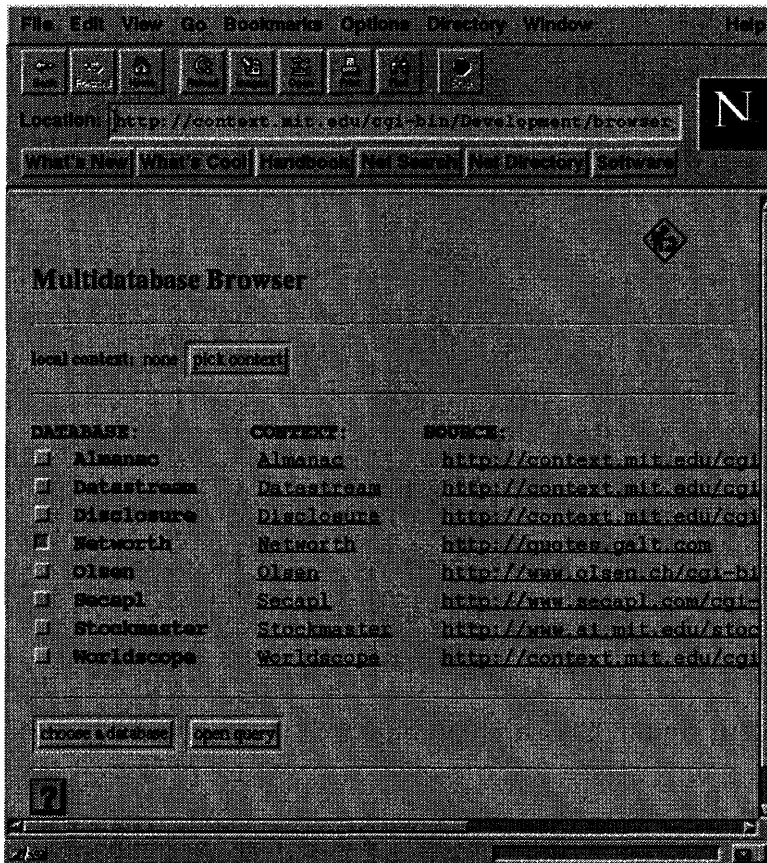 File Edit View Go Bookmarks Options Directory Window Help
Location: http://context.mit.edu/cgi-bin/Development/browser.
N
What's New What's Cool Handbook Net Search Net Directory Software
Multidatabase Browser
local context: none pick context
DATABASE: CONTEXT: SOURCE:
Almanac Almanac http://context.mit.edu/cgi
Datastream Datastream http://context.mit.edu/cgi
Disclosure Disclosure http://context.mit.edu/cgi
Networth Networth http://quotes.galt.com
Olsen Olsen http://www.olsen.ch/cgi-bi
Secapl Secapl http://www.secapl.com/cgi-
Stockmaster Stockmaster http://www.ai.mit.edu/stoc
Worldscope Worldscope http://context.mit.edu/cgi
choose a database open query
?